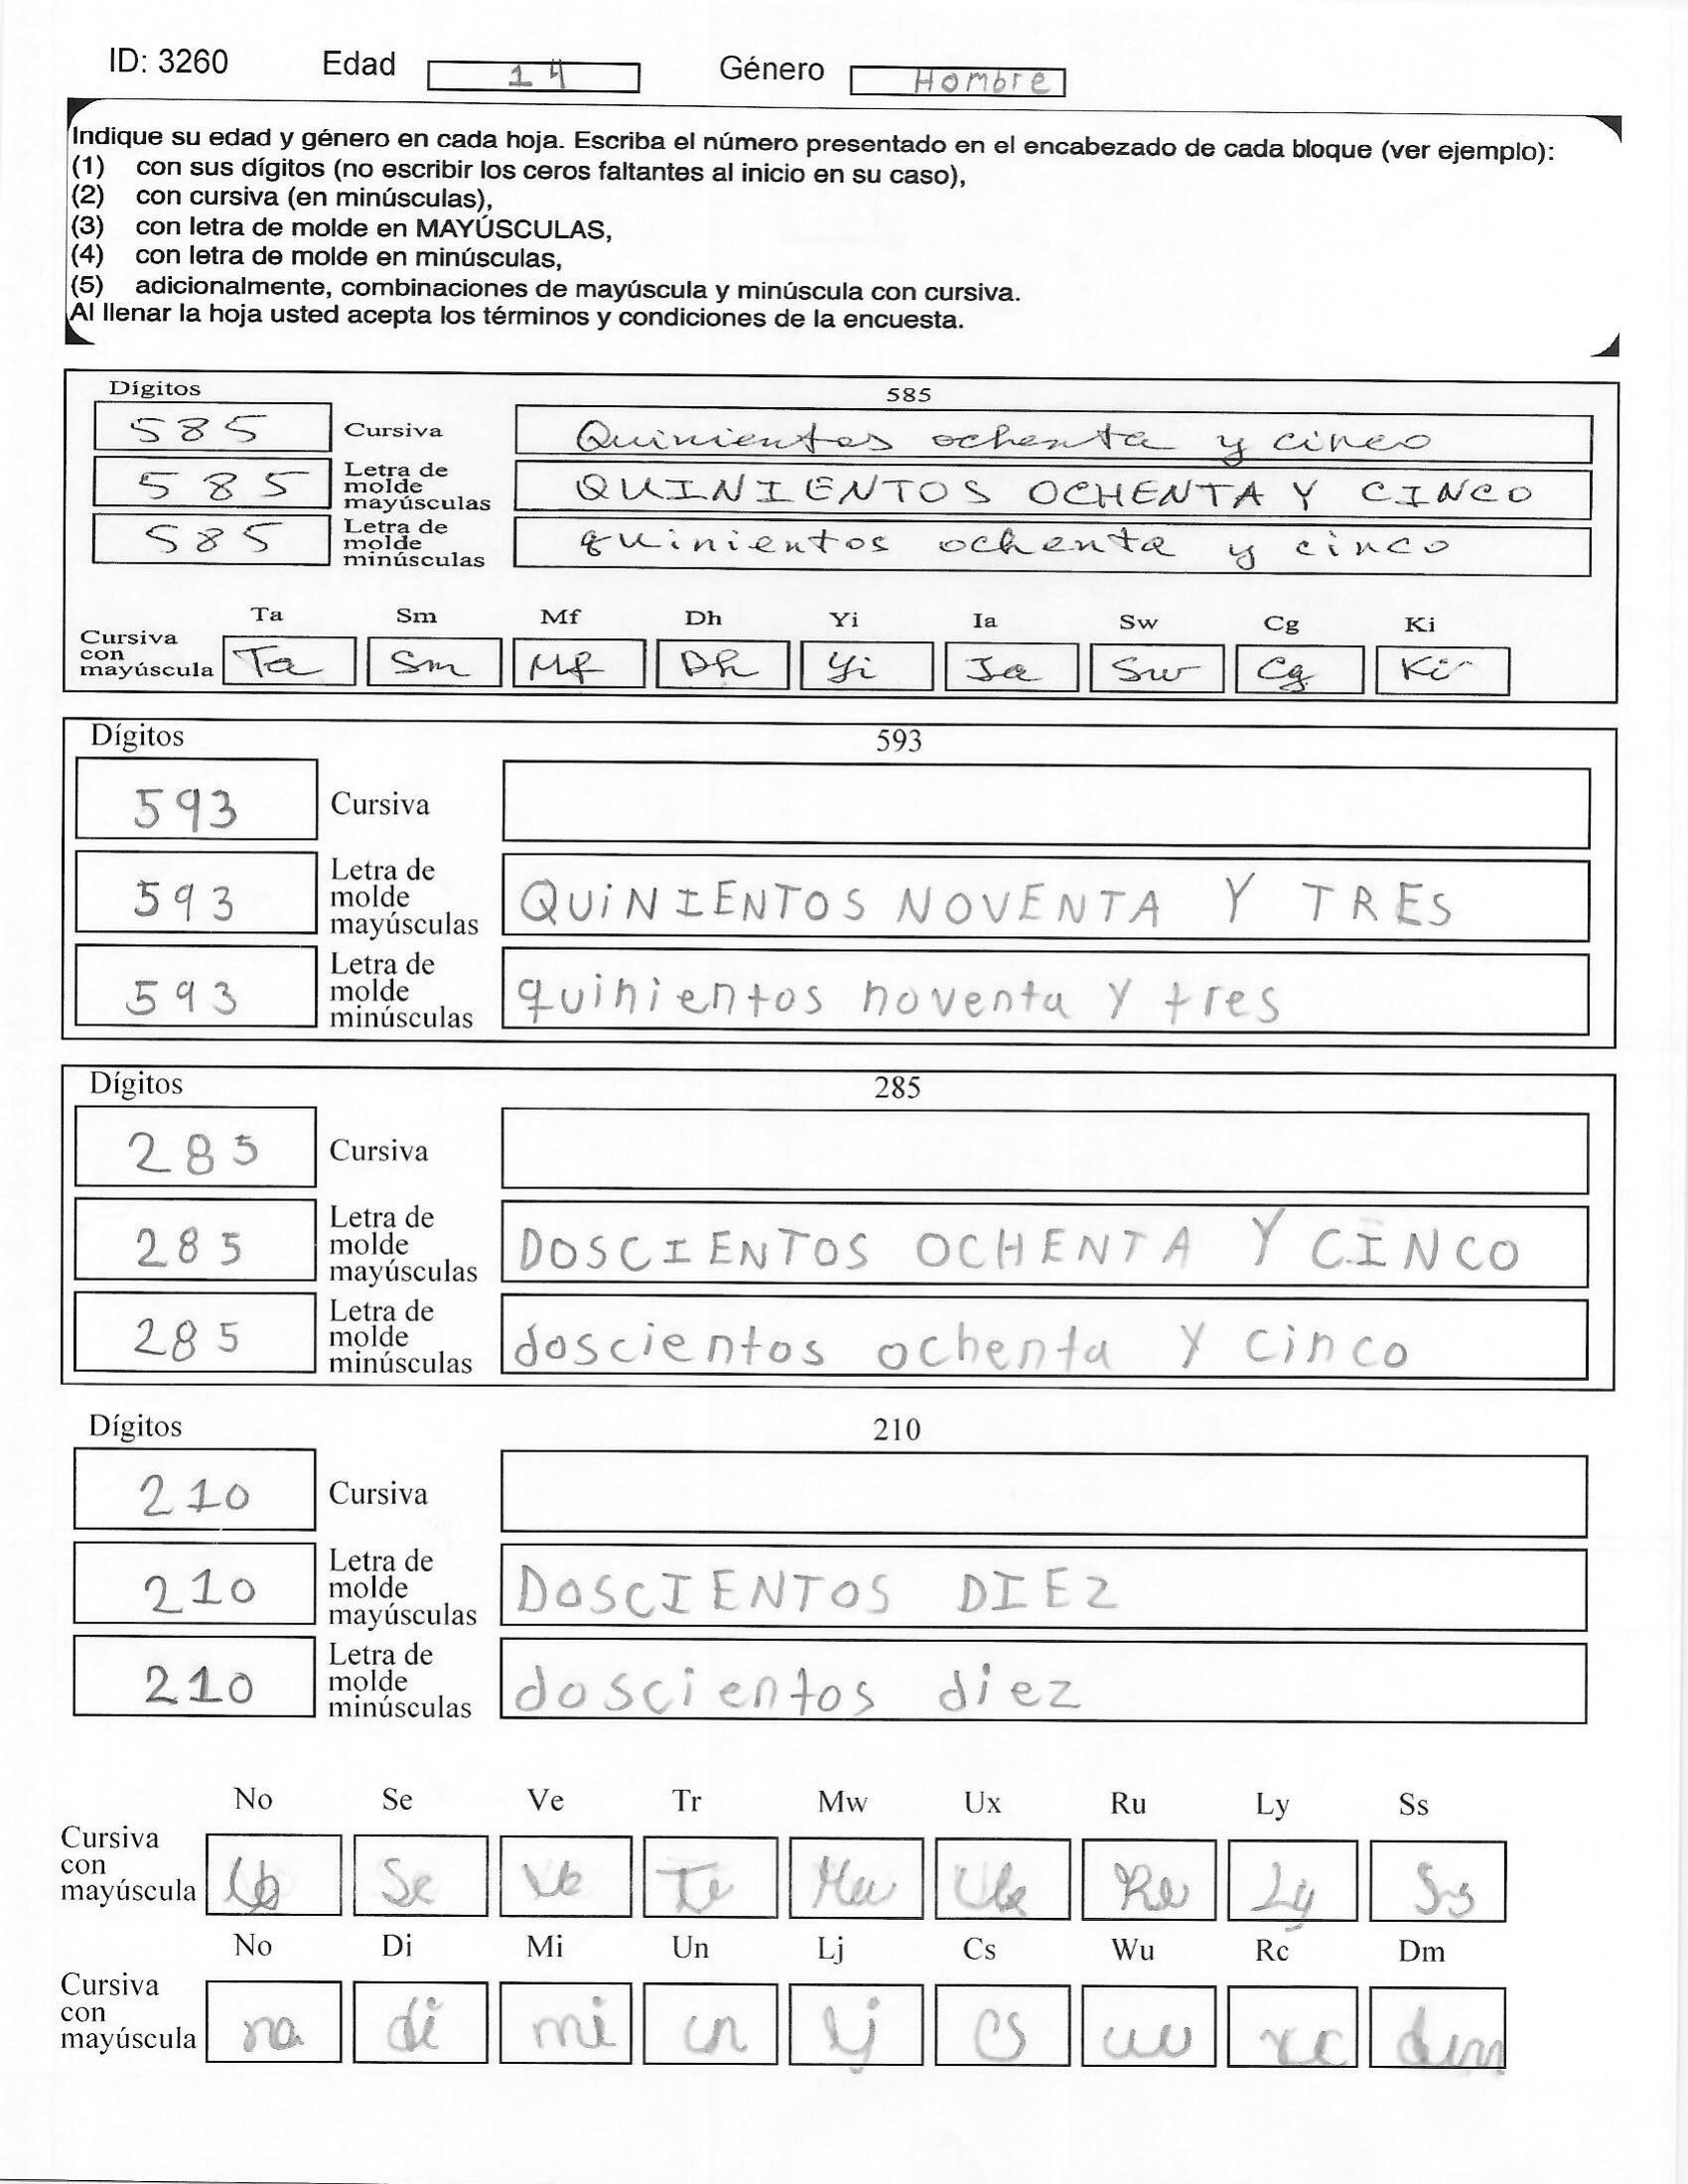 ID: 3260 Edad 14 Género Hombre
Indique su edad y género en cada hoja. Escriba el número presentado en el encabezado de cada bloque (ver ejemplo):
(1) con sus dígitos (no escribir los ceros faltantes al inicio en su caso),
(2) con cursiva (en minúsculas),
(3) con letra de molde en MAYÚSCULAS,
(4) con letra de molde en minúsculas,
(5) adicionalmente, combinaciones de mayúscula y minúscula con cursiva.
Al llenar la hoja usted acepta los términos y condiciones de la encuesta.
Dígitos 585
585 Cursiva Quinientos ochenta y cinco
585 Letra de molde mayúsculas QUINIENTOS OCHENTA Y CINCO
585 Letra de molde minúsculas quinientos ochenta y cinco
Ta Sm Mf Dh Yi Ia Sw Cg Ki
Cursiva con mayúscula Ta Sm Mf Dh Yi Ia Sw Cg Ki
Dígitos 593
593 Cursiva
593 Letra de molde mayúsculas QUiNIENTOS NOVENTA Y TRES
593 Letra de molde minúsculas quinientos noventa y tres
Dígitos 285
285 Cursiva
285 Letra de molde mayúsculas DOSCIENTOS OCHENTA Y CINCO
285 Letra de molde minúsculas doscientos ochenta y cinco
Dígitos 210
210 Cursiva
210 Letra de molde mayúsculas DOSCIENTOS DIEZ
210 Letra de molde minúsculas doscientos diez
No Se Ve Tr Mw Ux Ru Ly Ss
Cursiva con mayúscula Se Ve Ly Ss
No Di Mi Un Lj Cs Wu Rc Dm
Cursiva con mayúscula na di mi un lj cs rc dm